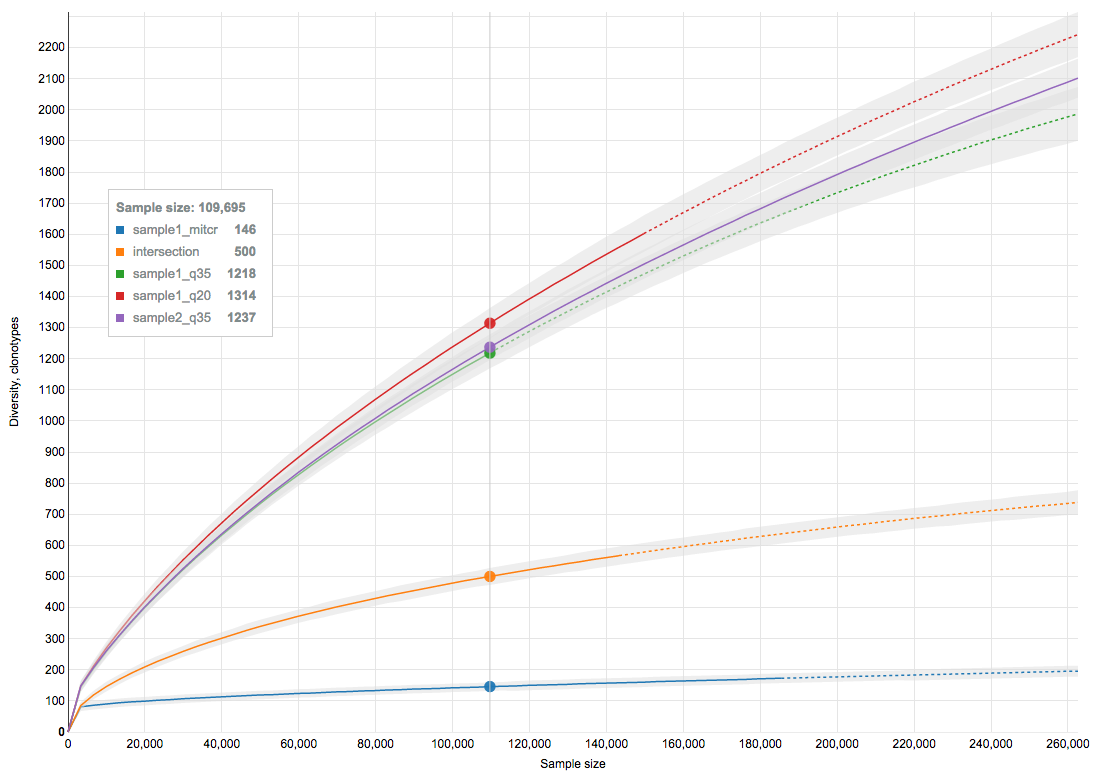 2200
2100
2000
1900
1800
1700
1600
1500
1400
1300
1200
1100
1000
900
800
700
600
500
400
300
200
100
0
Diversity, clonotypes
Sample size: 109,695
sample1_mitcr 146
intersection 500
sample1_q35 1218
sample1_q20 1314
sample2_q35 1237
0 20,000 40,000 60,000 80,000 100,000 120,000 140,000 160,000 180,000 200,000 220,000 240,000 260,000
Sample size